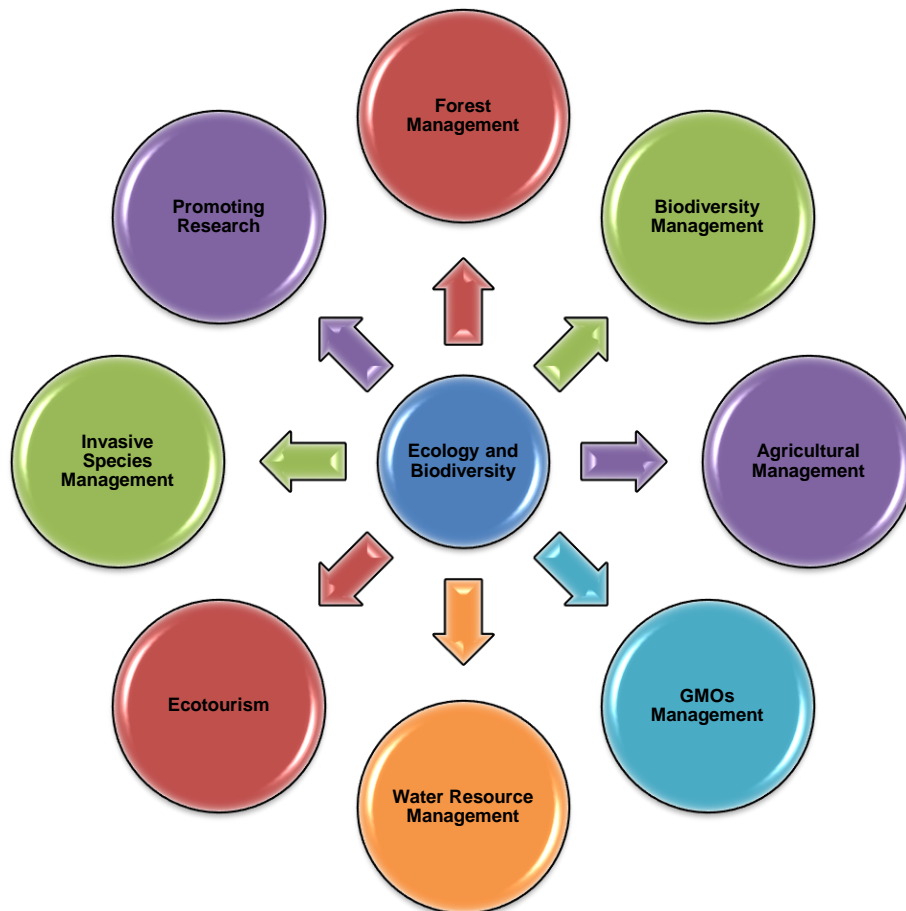 Forest
Management
Biodiversity
Management
Agricultural
Management
GMOs
Management
Water Resource
Management
Ecotourism
Invasive
Species
Management
Promoting
Research
Ecology and
Biodiversity